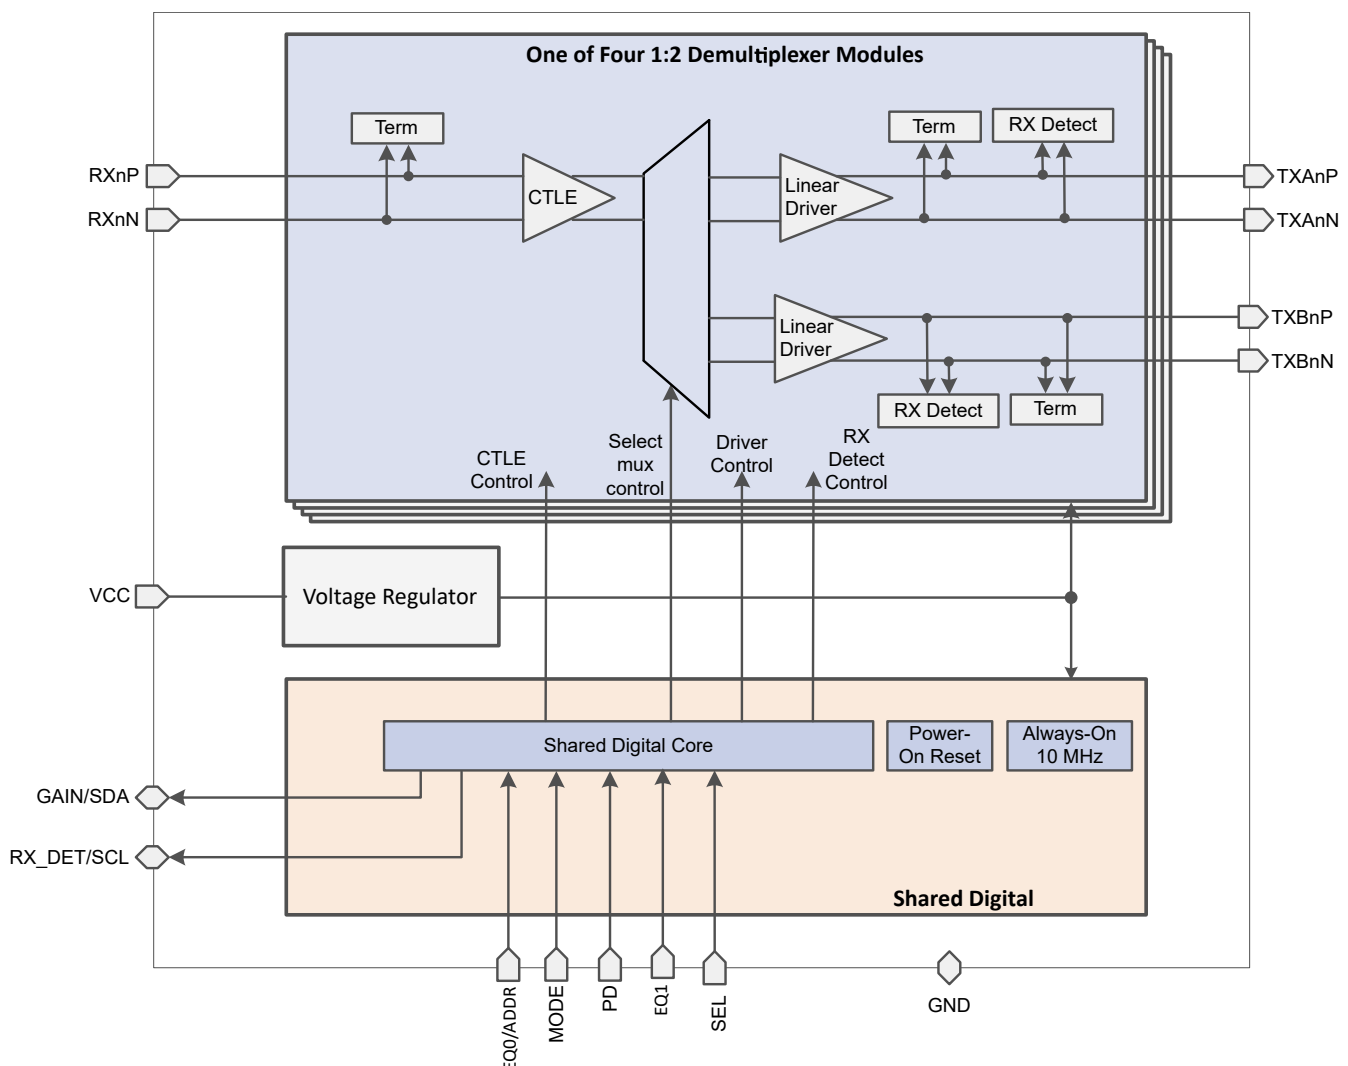 One of Four 1:2 Demultiplexer Modules
Term
Term
RX Detect
RXnP
RXnN
CTLE
Linear
Driver
TXAnP
TXAnN
Linear
Driver
TXBnP
TXBnN
RX Detect
Term
CTLE
Control
Select
mux
control
Driver
Control
RX
Detect
Control
VCC
Voltage Regulator
Shared Digital Core
Power-
On Reset
Always-On
10 MHz
GAIN/SDA
RX_DET/SCL
Shared Digital
EQ0/ADDR
MODE
PD
EQ1
SEL
GND